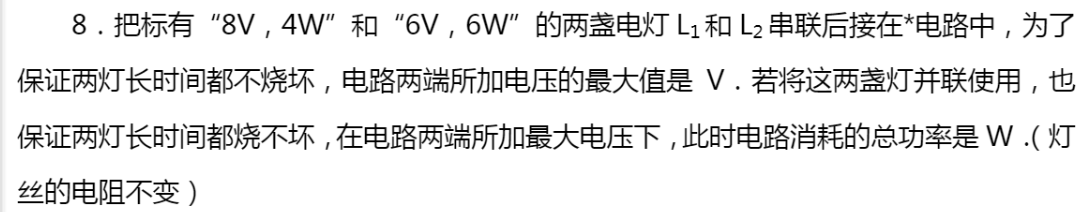 8．把标有“8V，4W”和“6V，6W”的两盏电灯 L₁和 L₂串联后接在*电路中，为了
保证两灯长时间都不烧坏，电路两端所加电压的最大值是 V．若将这两盏灯并联使用，也
保证两灯长时间都烧不坏，在电路两端所加最大电压下，此时电路消耗的总功率是 W .（灯
丝的电阻不变）